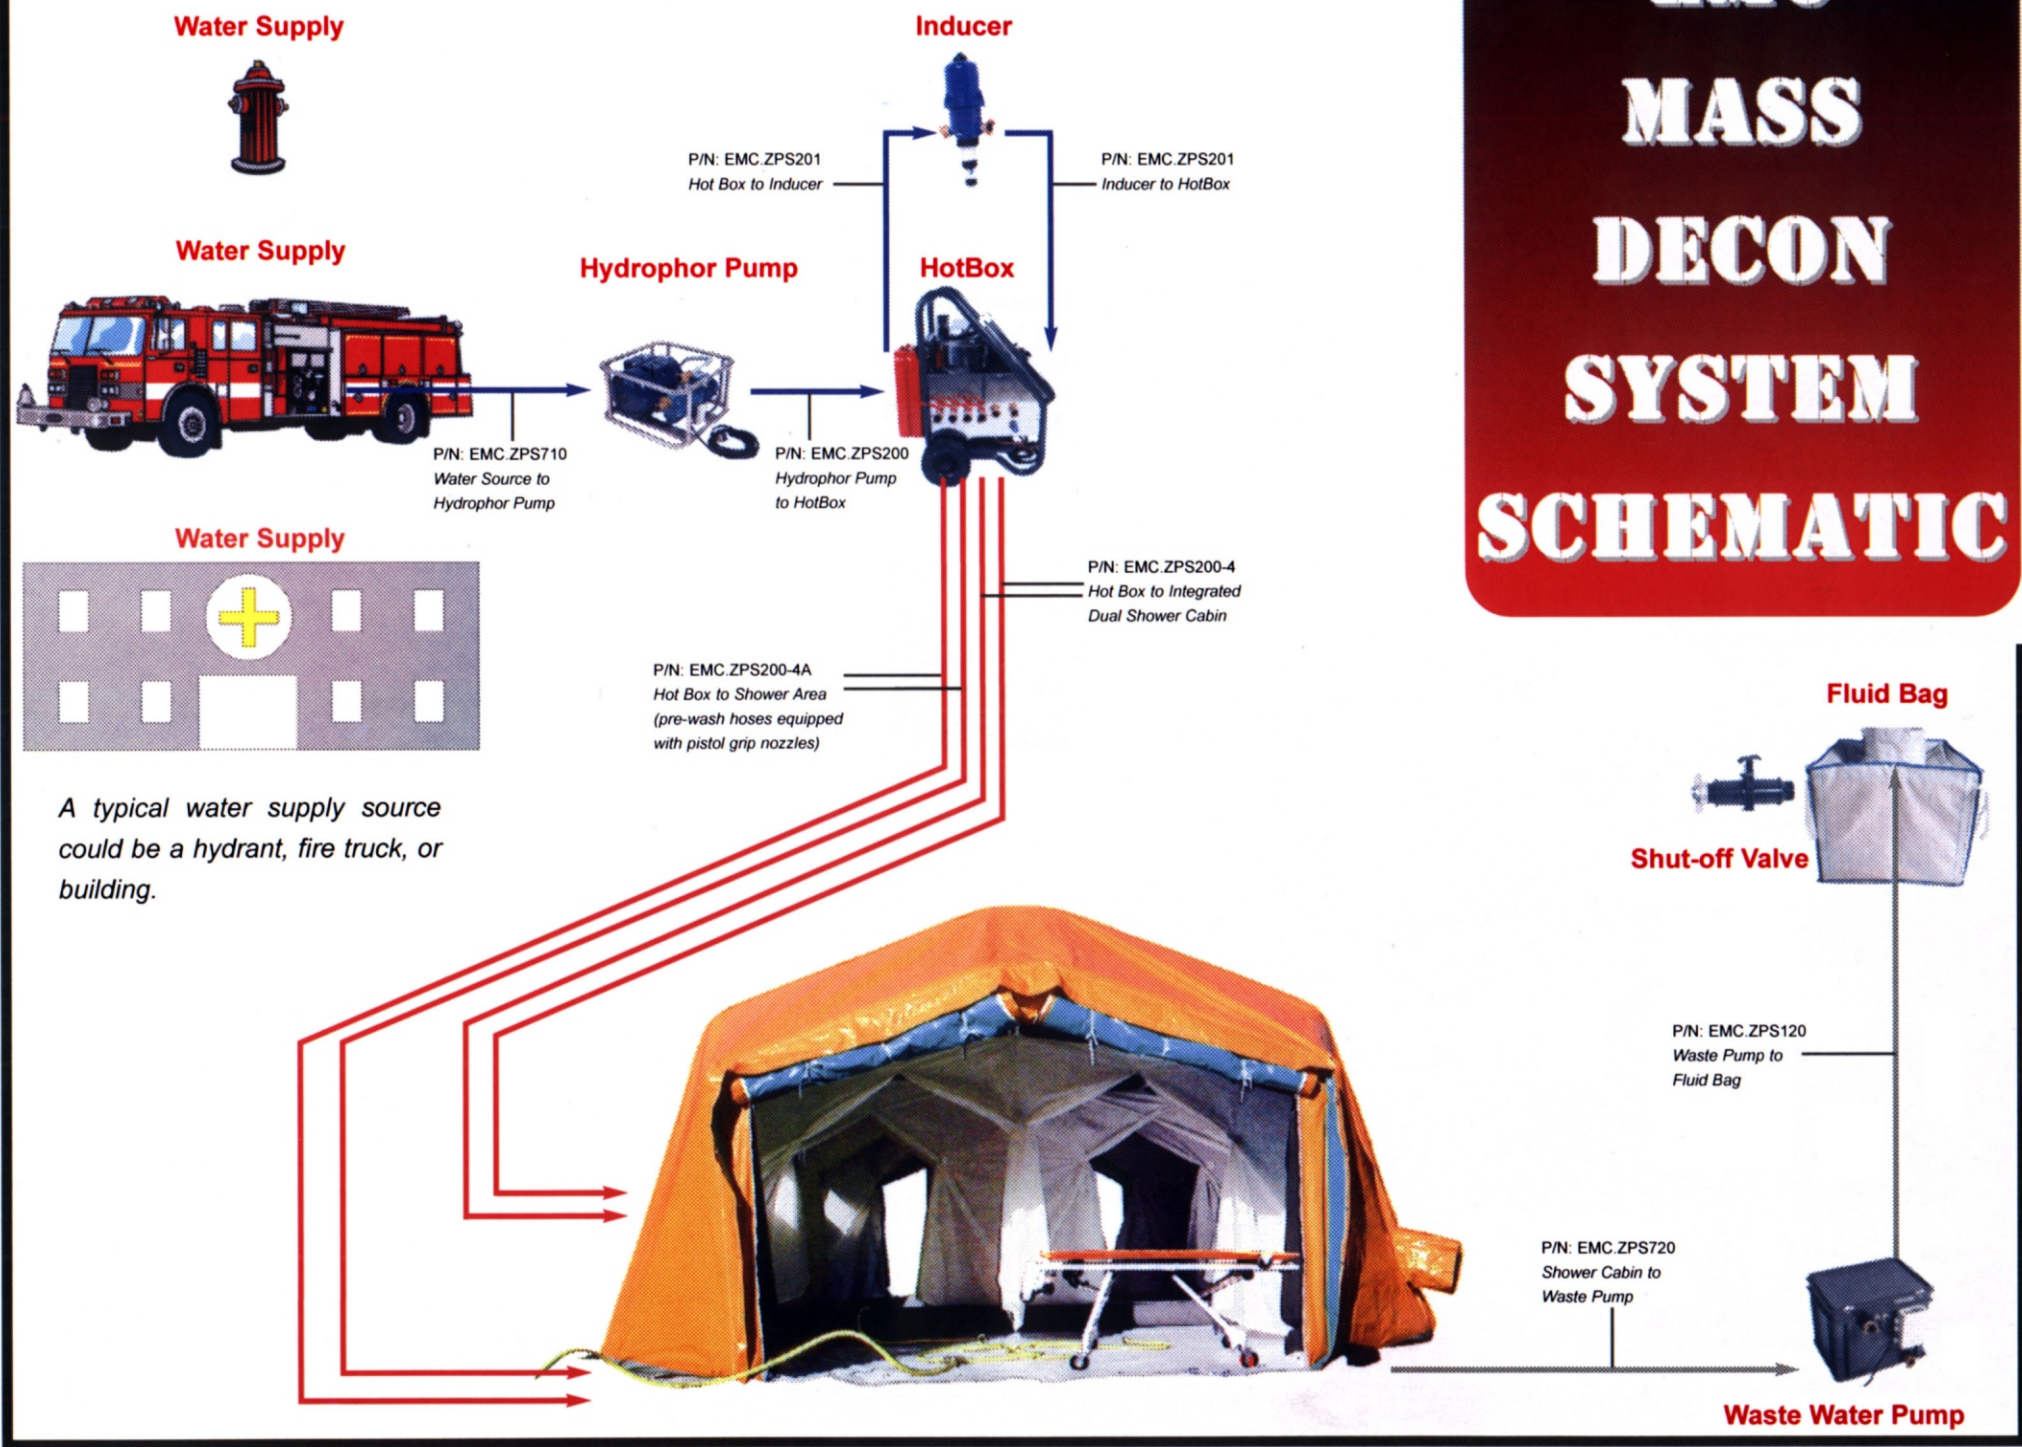 Water Supply
Inducer
P/N: EMC.ZPS201
Hot Box to Inducer
P/N: EMC.ZPS201
Inducer to HotBox
MASS
DECON
SYSTEM
SCHEMATIC
Water Supply
Hydrophor Pump
HotBox
P/N: EMC.ZPS710
Water Source to
Hydrophor Pump
P/N: EMC.ZPS200
Hydrophor Pump
to HotBox
Water Supply
P/N: EMC.ZPS200-4
Hot Box to Integrated
Dual Shower Cabin
P/N: EMC.ZPS200-4A
Hot Box to Shower Area
(pre-wash hoses equipped
with pistol grip nozzles)
A typical water supply source
could be a hydrant, fire truck, or
building.
Fluid Bag
Shut-off Valve
P/N: EMC.ZPS120
Waste Pump to
Fluid Bag
P/N: EMC.ZPS720
Shower Cabin to
Waste Pump
Waste Water Pump